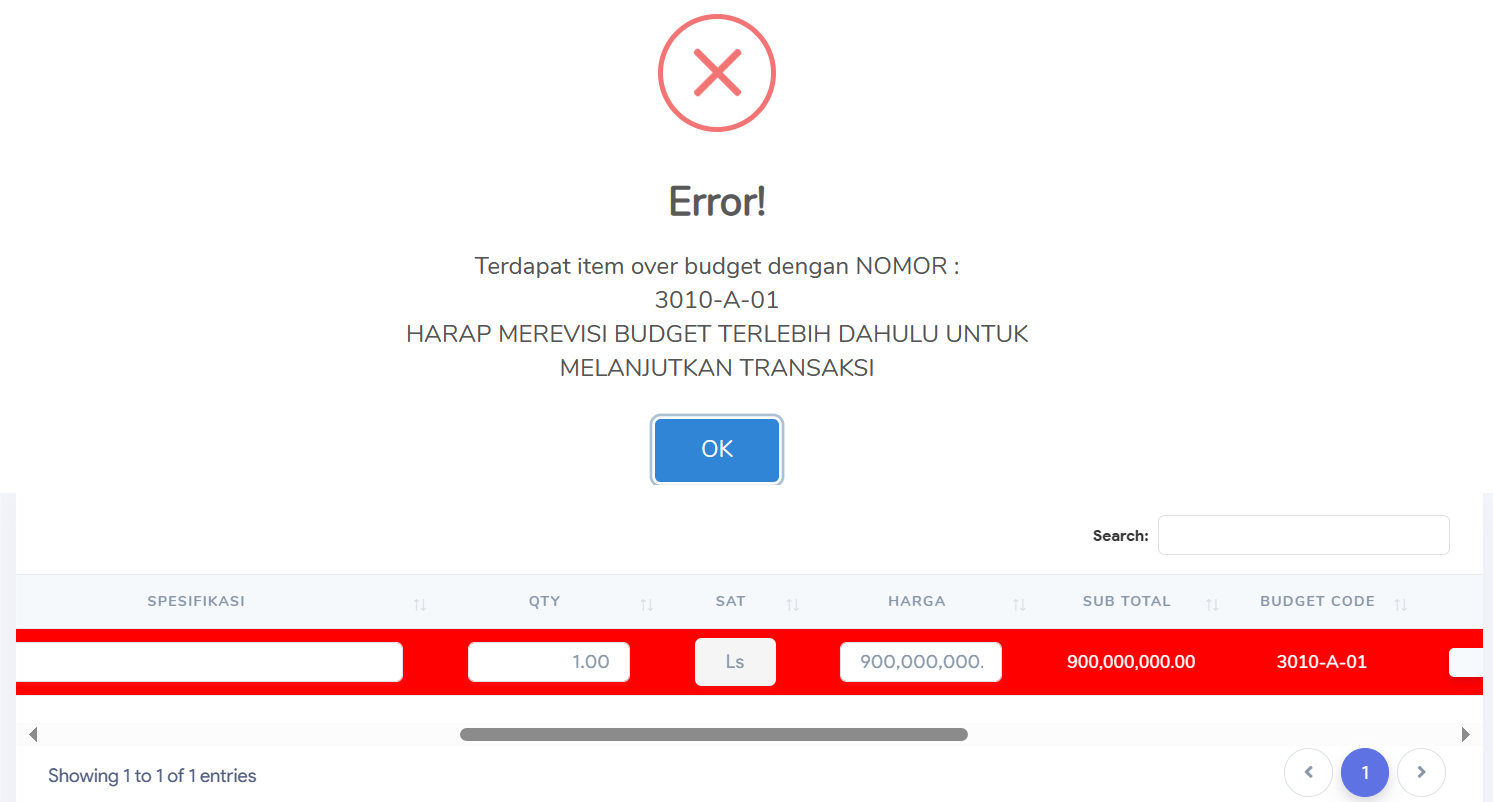 Error!
Terdapat item over budget dengan NOMOR :
3010-A-01
HARAP MEREVISI BUDGET TERLEBIH DAHULU UNTUK
MELANJUTKAN TRANSAKSI
OK
Search:
SPESIFIKASI QTY SAT HARGA SUB TOTAL BUDGET CODE
1.00 Ls 900,000,000. 900,000,000.00 3010-A-01
Showing 1 to 1 of 1 entries
1